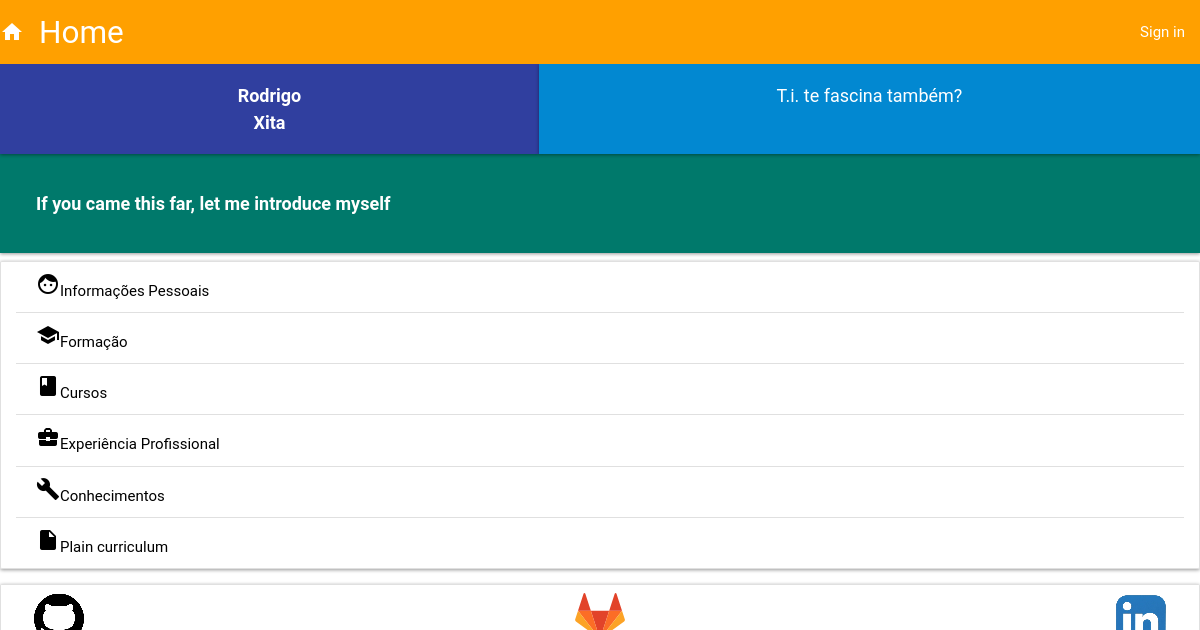 Home
Sign in
Rodrigo
Xita
T.i. te fascina também?
If you came this far, let me introduce myself
Informações Pessoais
Formação
Cursos
Experiência Profissional
Conhecimentos
Plain curriculum
in